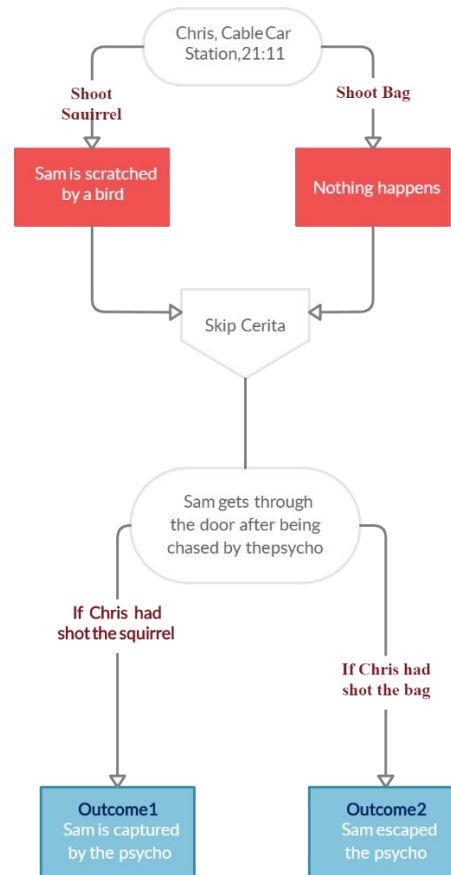 Chris, Cable Car
Station,21:11
Shoot
Squirrel
Shoot Bag
Sam is scratched
by a bird
Nothing happens
Skip Cerita
Sam gets through
the door after being
chased by thepsycho
If Chris had
shot the squirrel
If Chris had
shot the bag
Outcome1
Sam is captured
by the psycho
Outcome2
Sam escaped
the psycho